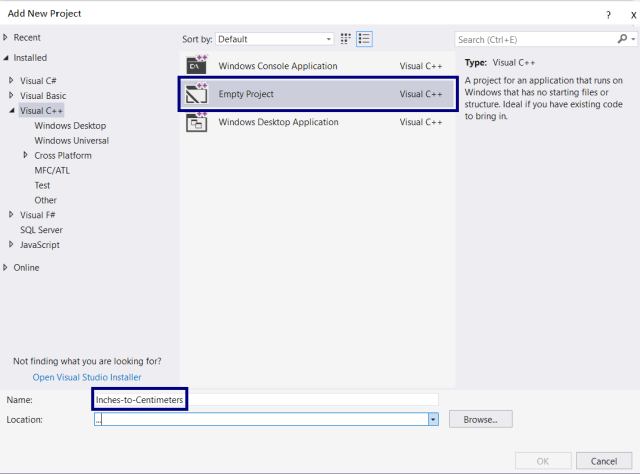 Add New Project
? X
Recent
Installed
Visual C#
Visual Basic
Visual C++
Windows Desktop
Windows Universal
Cross Platform
MFC/ATL
Test
Other
Visual F#
SQL Server
JavaScript
Online
Not finding what you are looking for?
Open Visual Studio Installer
Sort by: Default
Windows Console Application Visual C++
Empty Project Visual C++
Windows Desktop Application Visual C++
Search (Ctrl+E)
Type: Visual C++
A project for an application that runs on
Windows that has no starting files or
structure. Ideal if you have existing code
to bring in.
Name: Inches-to-Centimeters
Location: ...
Browse...
OK Cancel